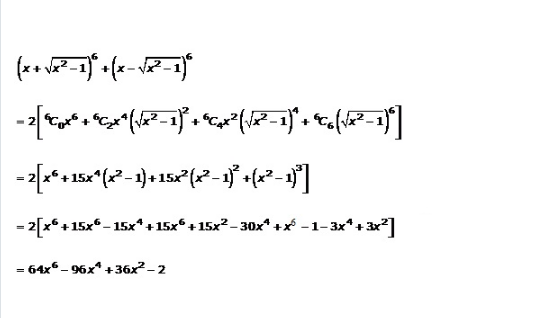 (x + √(x² − 1))⁶ + (x − √(x² − 1))⁶
= 2[⁶C₀x⁶ + ⁶C₂x⁴(√(x² − 1))² + ⁶C₄x²(√(x² − 1))⁴ + ⁶C₆(√(x² − 1))⁶]
= 2[x⁶ + 15x⁴(x² − 1) + 15x²(x² − 1)² + (x² − 1)³]
= 2[x⁶ + 15x⁶ − 15x⁴ + 15x⁶ + 15x² − 30x⁴ + x⁶ − 1 − 3x⁴ + 3x²]
= 64x⁶ − 96x⁴ + 36x² − 2